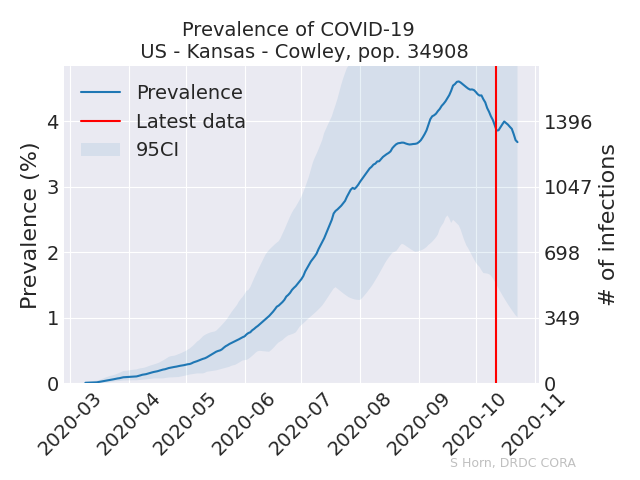 Prevalence of COVID-19
US - Kansas - Cowley, pop. 34908
Prevalence
Latest data
95CI
Prevalence (%)
4
3
2
1
0
1396
1047
698
349
0
# of infections
2020-03
2020-04
2020-05
2020-06
2020-07
2020-08
2020-09
2020-10
2020-11
S Horn, DRDC CORA